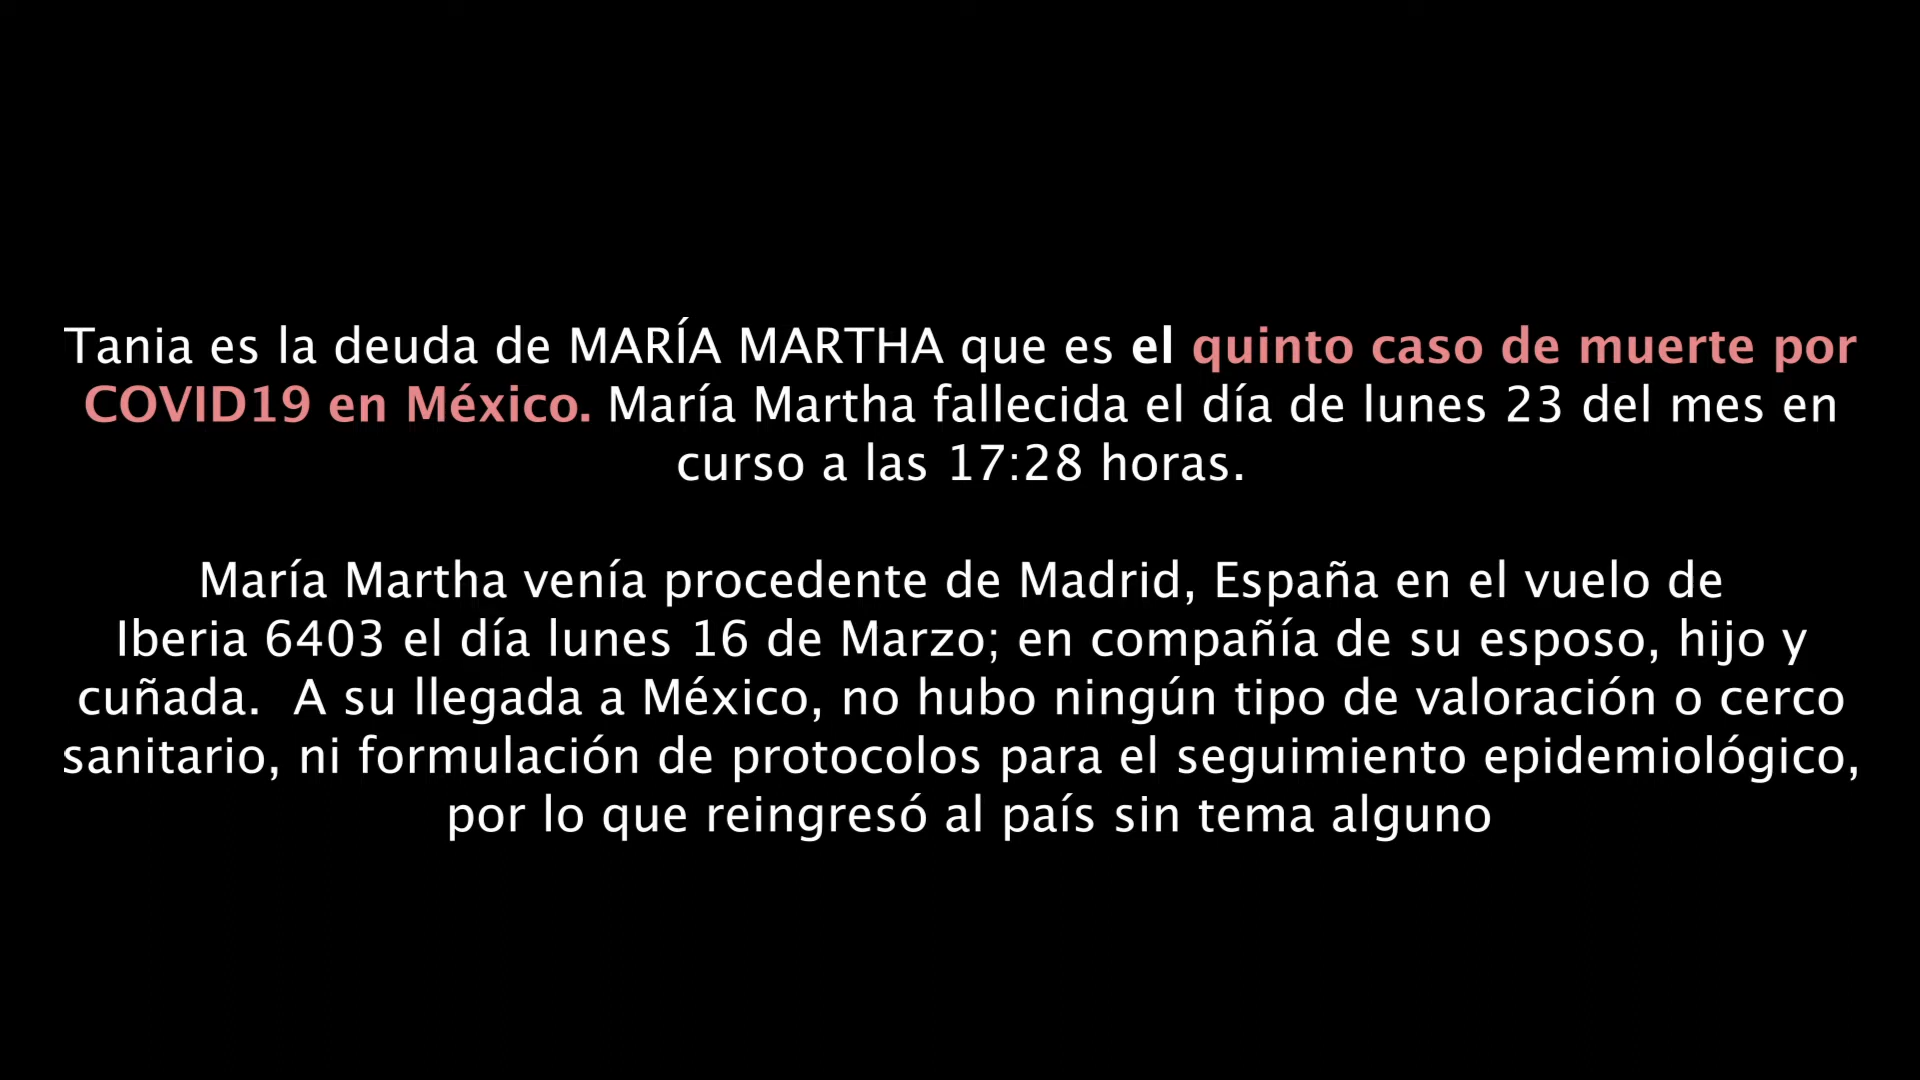 Tania es la deuda de MARÍA MARTHA que es el quinto caso de muerte por
COVID19 en México. María Martha fallecida el día de lunes 23 del mes en
curso a las 17:28 horas.
María Martha venía procedente de Madrid, España en el vuelo de
Iberia 6403 el día lunes 16 de Marzo; en compañía de su esposo, hijo y
cuñada.  A su llegada a México, no hubo ningún tipo de valoración o cerco
sanitario, ni formulación de protocolos para el seguimiento epidemiológico,
por lo que reingresó al país sin tema alguno